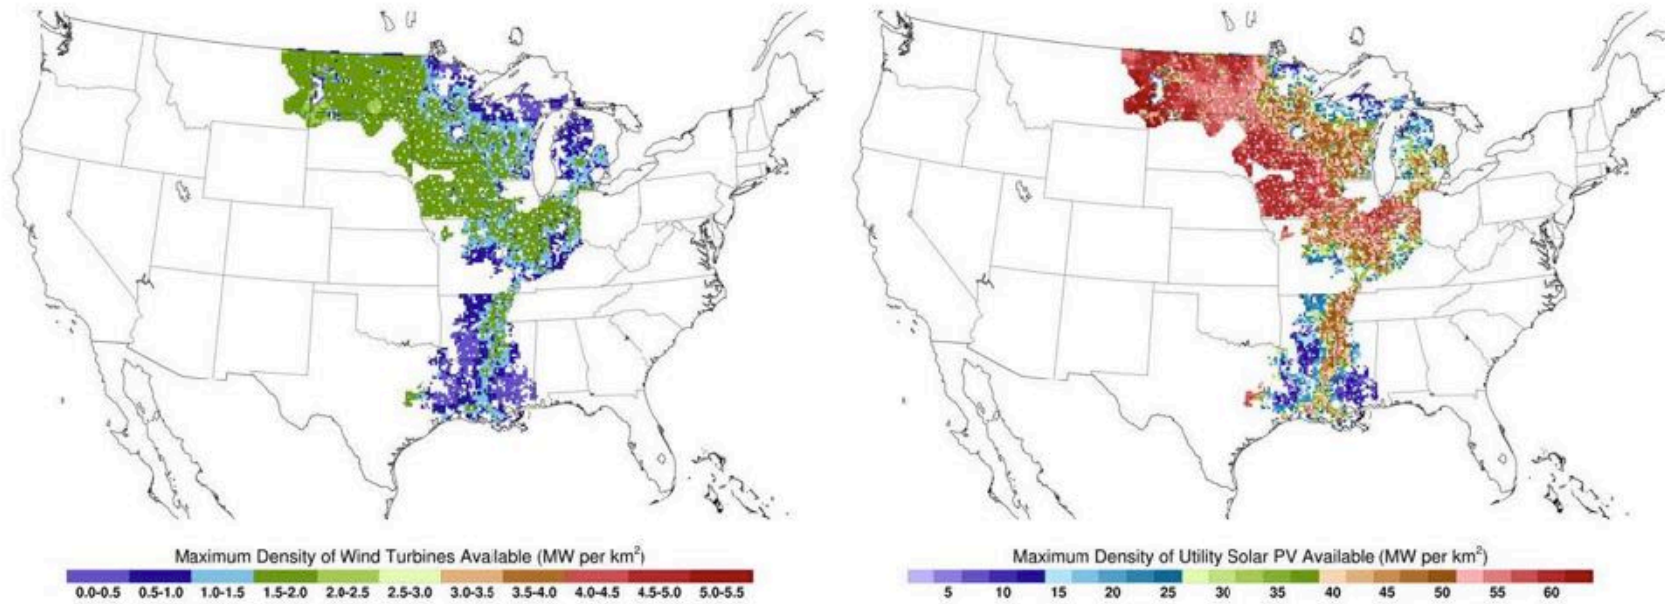 Maximum Density of Wind Turbines Available (MW per km²)
0.0-0.5 0.5-1.0 1.0-1.5 1.5-2.0 2.0-2.5 2.5-3.0 3.0-3.5 3.5-4.0 4.0-4.5 4.5-5.0 5.0-5.5
Maximum Density of Utility Solar PV Available (MW per km²)
5 10 15 20 25 30 35 40 45 50 55 60